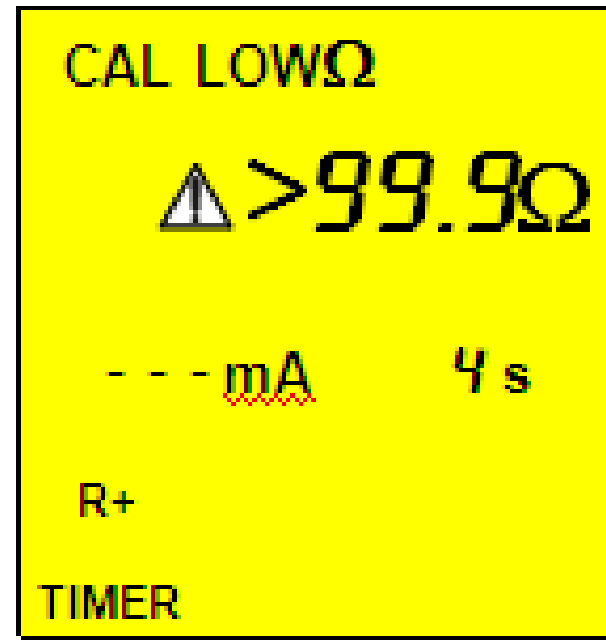 CAL LOWΩ
⚠>99.9Ω
- - - mA 4 s
R+
TIMER